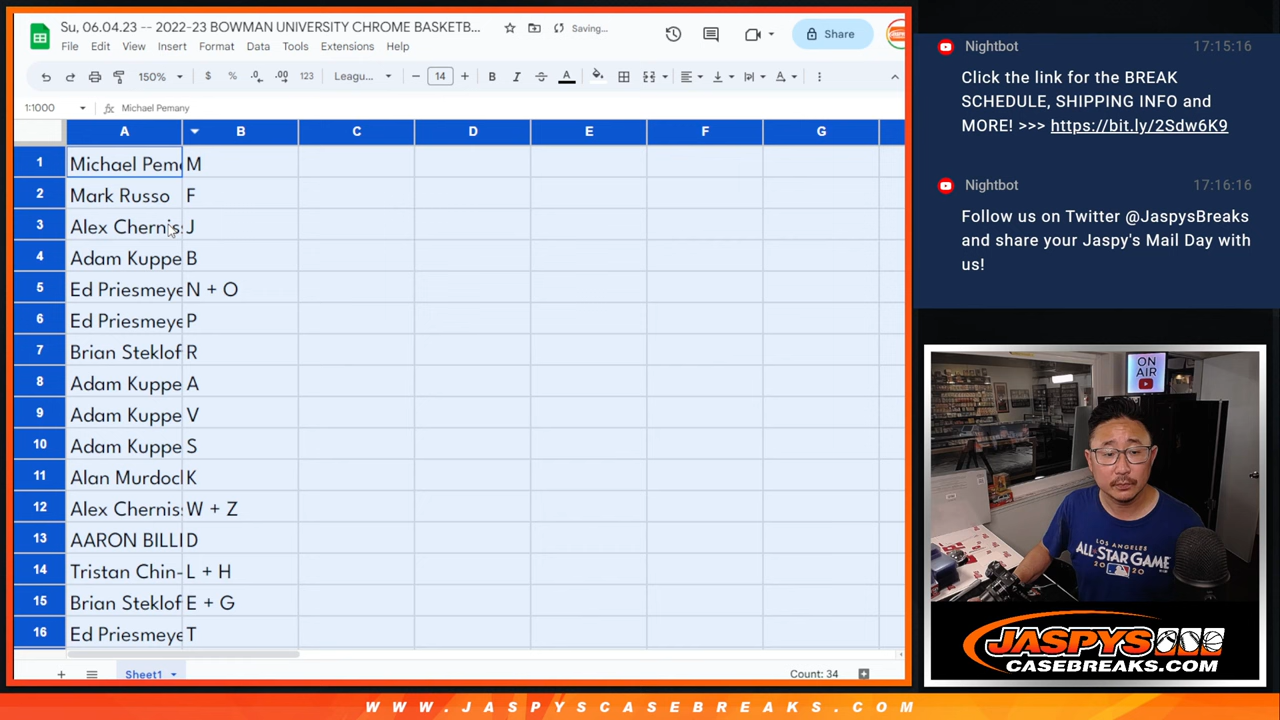 Su, 06.04.23 -- 2022-23 BOWMAN UNIVERSITY CHROME BASKETB...
Saving...
File Edit View Insert Format Data Tools Extensions Help
Share
150% $ % .0 .00 123 Leagu... 14 B I A
1:1000 Michael Pemany
A B C D E F G
1 Michael Pem M
2 Mark Russo F
3 Alex Cherniss J
4 Adam Kuppe B
5 Ed Priesmeye N + O
6 Ed Priesmeye P
7 Brian Steklof R
8 Adam Kuppe A
9 Adam Kuppe V
10 Adam Kuppe S
11 Alan Murdoc K
12 Alex Cherniss W + Z
13 AARON BILLI D
14 Tristan Chin- L + H
15 Brian Steklof E + G
16 Ed Priesmeye T
Sheet1
Count: 34
Nightbot 17:15:16
Click the link for the BREAK
SCHEDULE, SHIPPING INFO and
MORE! >>> https://bit.ly/2Sdw6K9
Nightbot 17:16:16
Follow us on Twitter @JaspysBreaks
and share your Jaspy's Mail Day with
us!
ON
AIR
LOS ANGELES
ALL-STAR GAME
2020
JASPYS
CASEBREAKS.COM
WWW.JASPYSCASEBREAKS.COM